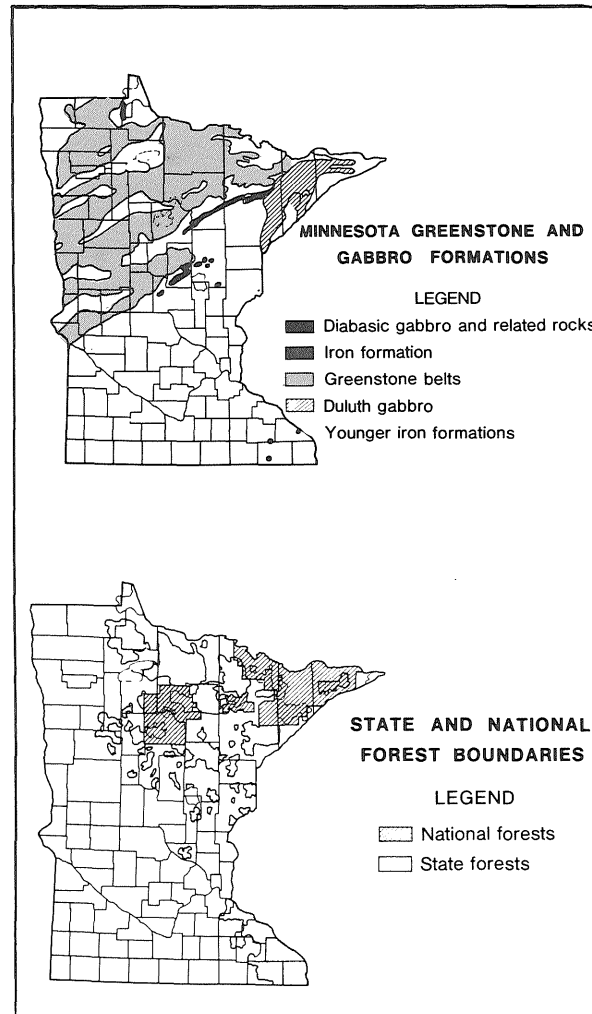 MINNESOTA GREENSTONE AND
GABBRO FORMATIONS
LEGEND
Diabasic gabbro and related rocks
Iron formation
Greenstone belts
Duluth gabbro
Younger iron formations
STATE AND NATIONAL
FOREST BOUNDARIES
LEGEND
National forests
State forests